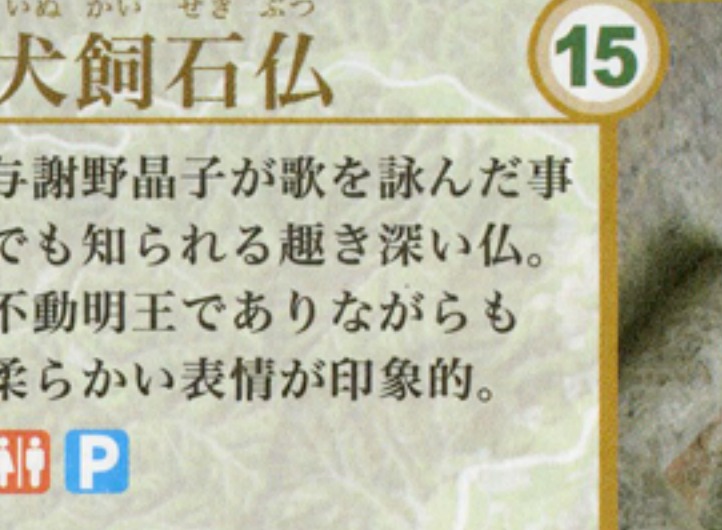 いぬ かい せき ぶつ
犬飼石仏
15
与謝野晶子が歌を詠んだ事
でも知られる趣き深い仏。
不動明王でありながらも
柔らかい表情が印象的。
P